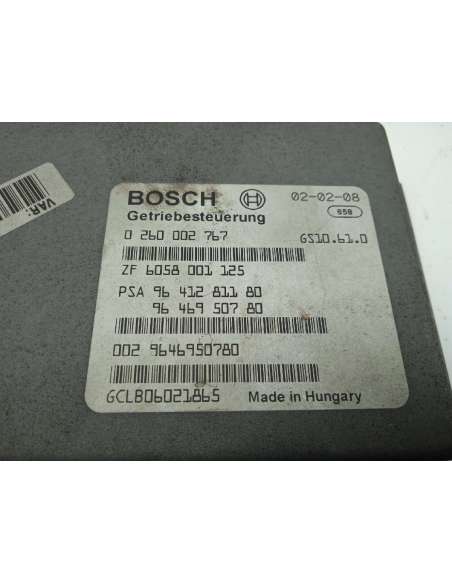 VAR:
BOSCH 02-02-08
Getriebesteuerung 658
0 260 002 767 GS10.61.0
ZF 6058 001 125
PSA 96 412 811 80
96 469 507 80
002 9646950780
GCLB06021865 Made in Hungary